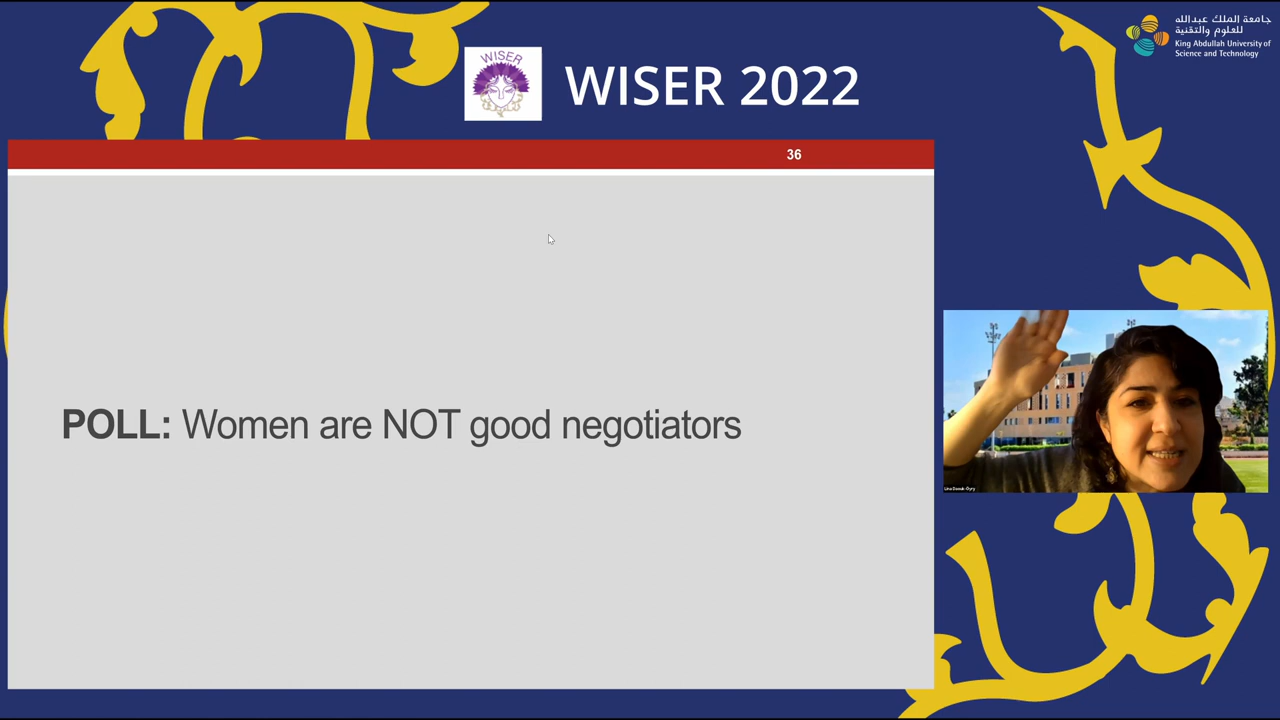 جامعة الملك عبدالله
للعلوم والتقنية
King Abdullah University of
Science and Technology
WISER
WISER 2022
36
POLL: Women are NOT good negotiators